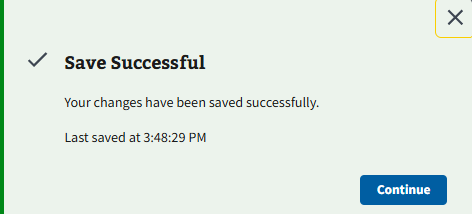 Save Successful
Your changes have been saved successfully.
Last saved at 3:48:29 PM
Continue